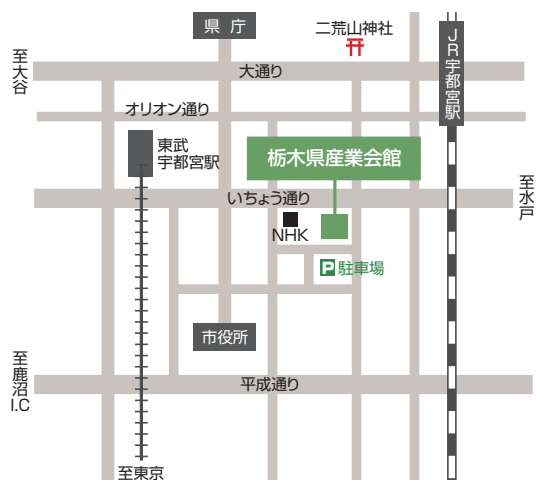 県庁
二荒山神社
JR宇都宮駅
至大谷
大通り
オリオン通り
東武
宇都宮駅
栃木県産業会館
至水戸
いちょう通り
NHK
P駐車場
市役所
至鹿沼I.C
平成通り
至東京